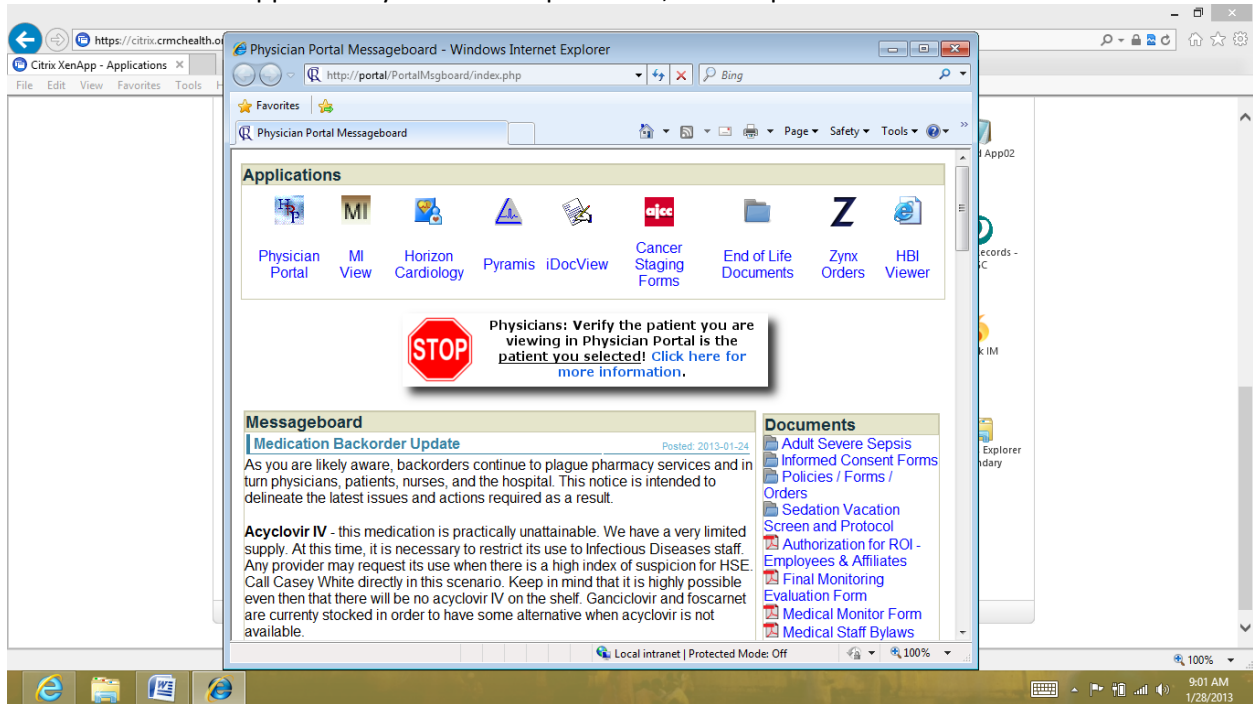 https://citrix.crmchealth.o
Citrix XenApp - Applications
File Edit View Favorites Tools H
Physician Portal Messageboard - Windows Internet Explorer
http://portal/PortalMsgboard/index.php
Bing
Favorites
Physician Portal Messageboard
Page Safety Tools
Applications
HPP
MI
ajcc
Z
Physician Portal
MI View
Horizon Cardiology
Pyramis
iDocView
Cancer Staging Forms
End of Life Documents
Zynx Orders
HBI Viewer
STOP
Physicians: Verify the patient you are
viewing in Physician Portal is the
patient you selected! Click here for
more information.
Messageboard
Medication Backorder Update
Posted: 2013-01-24
As you are likely aware, backorders continue to plague pharmacy services and in
turn physicians, patients, nurses, and the hospital. This notice is intended to
delineate the latest issues and actions required as a result.
Acyclovir IV - this medication is practically unattainable. We have a very limited
supply. At this time, it is necessary to restrict its use to Infectious Diseases staff.
Any provider may request its use when there is a high index of suspicion for HSE.
Call Casey White directly in this scenario. Keep in mind that it is highly possible
even then that there will be no acyclovir IV on the shelf. Ganciclovir and foscarnet
are currenty stocked in order to have some alternative when acyclovir is not
available.
Documents
Adult Severe Sepsis
Informed Consent Forms
Policies / Forms /
Orders
Sedation Vacation
Screen and Protocol
Authorization for ROI -
Employees & Affiliates
Final Monitoring
Evaluation Form
Medical Monitor Form
Medical Staff Bylaws
Local intranet | Protected Mode: Off
100%
App02
ecords -
k IM
Explorer
ndary
100%
9:01 AM
1/28/2013